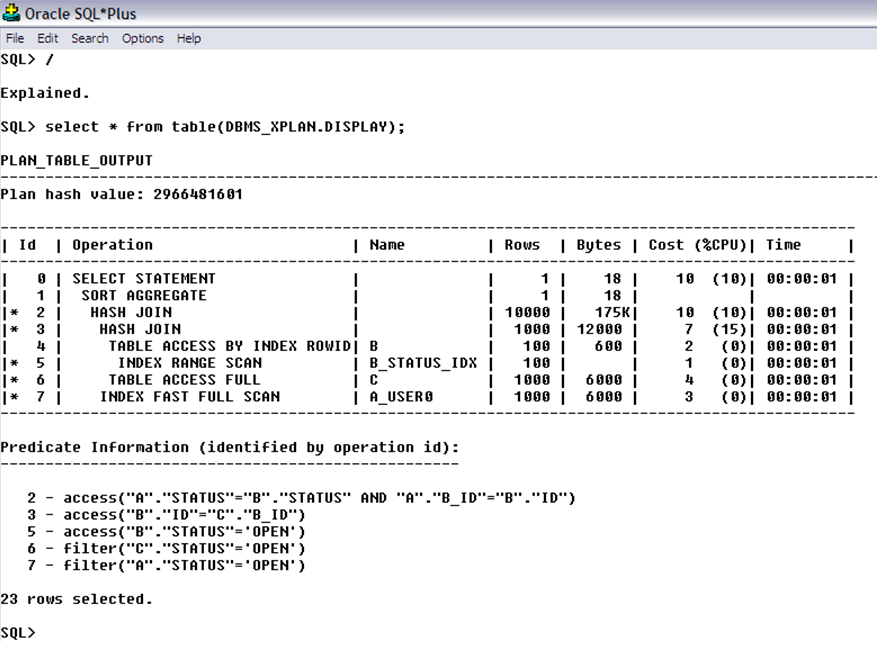 Oracle SQL*Plus
File Edit Search Options Help
SQL> /
Explained.
SQL> select * from table(DBMS_XPLAN.DISPLAY);
PLAN_TABLE_OUTPUT
--------------------------------------------------------------------------------
Plan hash value: 2966481601
-----------------------------------------------------------------------------------------------
| Id  | Operation                      | Name         | Rows  | Bytes | Cost (%CPU)| Time     |
-----------------------------------------------------------------------------------------------
|   0 | SELECT STATEMENT               |              |     1 |    18 |    10  (10)| 00:00:01 |
|   1 |  SORT AGGREGATE                |              |     1 |    18 |            |          |
|*  2 |   HASH JOIN                    |              | 10000 |   175K|    10  (10)| 00:00:01 |
|*  3 |    HASH JOIN                   |              |  1000 | 12000 |     7  (15)| 00:00:01 |
|   4 |     TABLE ACCESS BY INDEX ROWID| B            |   100 |   600 |     2   (0)| 00:00:01 |
|*  5 |      INDEX RANGE SCAN          | B_STATUS_IDX |   100 |       |     1   (0)| 00:00:01 |
|*  6 |     TABLE ACCESS FULL          | C            |  1000 |  6000 |     4   (0)| 00:00:01 |
|*  7 |    INDEX FAST FULL SCAN        | A_USER0      |  1000 |  6000 |     3   (0)| 00:00:01 |
-----------------------------------------------------------------------------------------------
Predicate Information (identified by operation id):
---------------------------------------------------
   2 - access("A"."STATUS"="B"."STATUS" AND "A"."B_ID"="B"."ID")
   3 - access("B"."ID"="C"."B_ID")
   5 - access("B"."STATUS"='OPEN')
   6 - filter("C"."STATUS"='OPEN')
   7 - filter("A"."STATUS"='OPEN')
23 rows selected.
SQL>